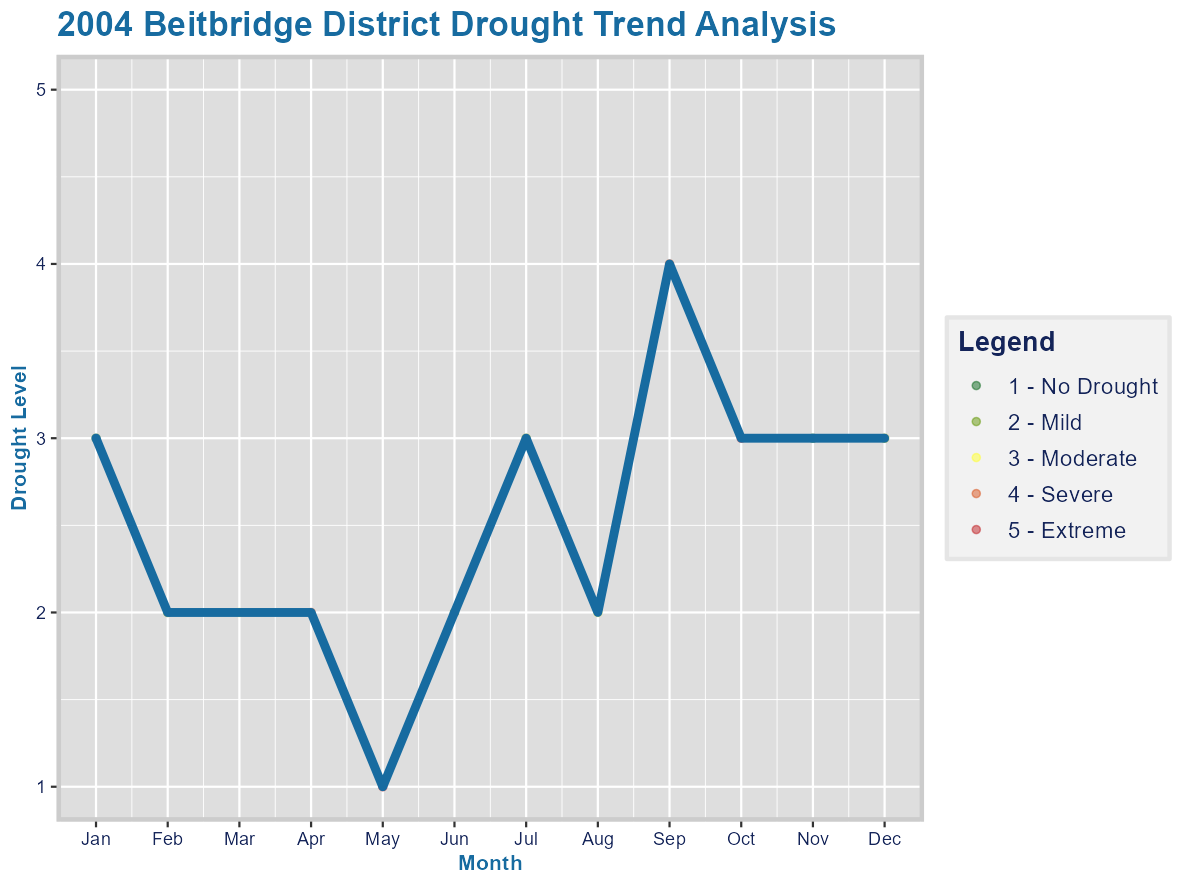 2004 Beitbridge District Drought Trend Analysis
5
4
3
2
1
Drought Level
Jan Feb Mar Apr May Jun Jul Aug Sep Oct Nov Dec
Month
Legend
1 - No Drought
2 - Mild
3 - Moderate
4 - Severe
5 - Extreme